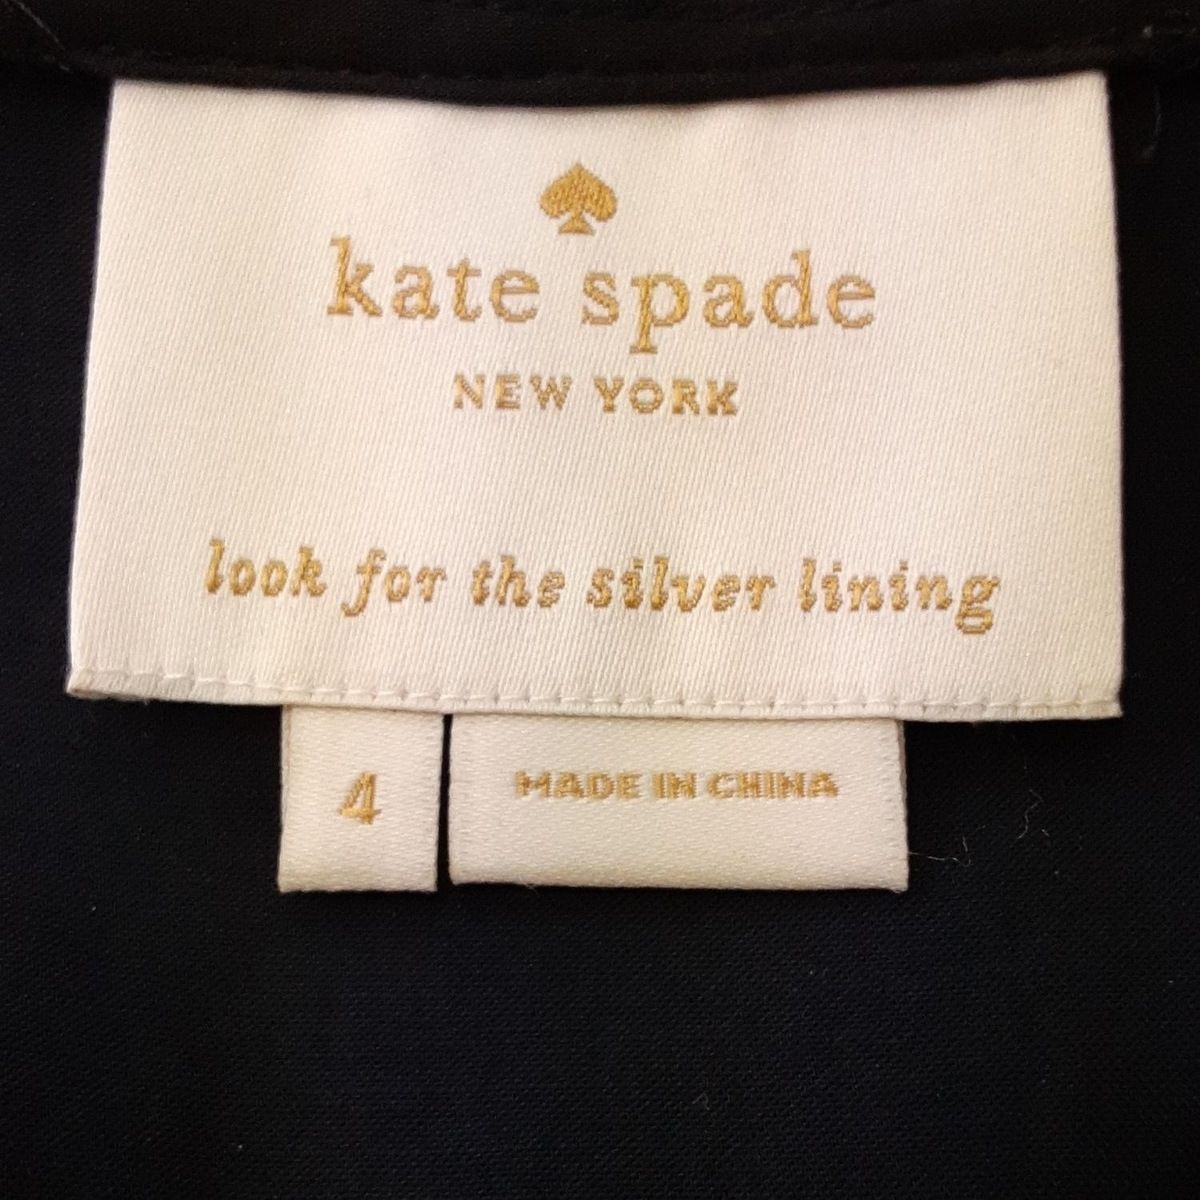 kate spade
NEW YORK
look for the silver lining
4
MADE IN CHINA